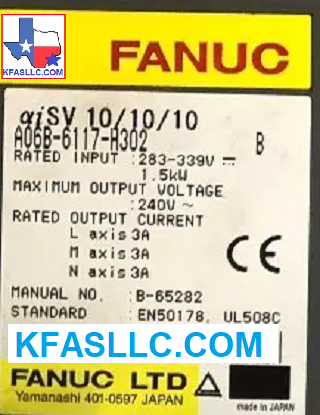 KFASLLC.COM
FANUC
αiSV 10/10/10
A06B-6117-H302 B
RATED INPUT : 283-339V ⎓
1.5kW
MAXIMUM OUTPUT VOLTAGE
: 240V ~
RATED OUTPUT CURRENT
L axis 3A
M axis 3A
N axis 3A
CE
MANUAL NO. : B-65282
STANDARD : EN50178, UL508C
KFASLLC.COM
FANUC LTD
Yamanashi 401-0597 JAPAN
made in JAPAN